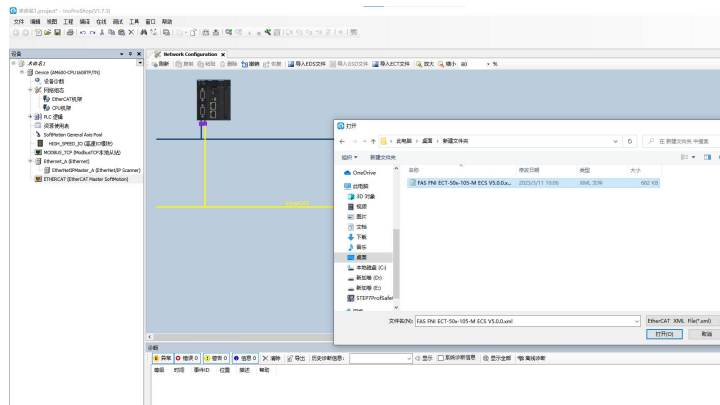 未命名1.project* - InoProShop(V1.7.3)
文件 编辑 视图 工程 编译 在线 调试 工具 窗口 帮助
设备
Network Configuration
刷新 复制 粘贴 删除 撤销 恢复 导入EDS文件 导入GSD文件 导入ECT文件 放大 缩小 80 %
未命名1
Device (AM600-CPU1608TP/TN)
设备诊断
网络组态
EtherCAT机架
CPU机架
PLC 逻辑
资源使用表
SoftMotion General Axis Pool
HIGH_SPEED_IO (高速IO模块)
MODBUS_TCP (ModbusTCP本地从站)
Ethernet_A (Ethernet)
EtherNetIPMaster_A (EtherNet/IP Scanner)
ETHERCAT (EtherCAT Master SoftMotion)
EtherCAT
打开
此电脑 › 桌面 › 新建文件夹
在 新建文件夹 中搜索
组织 新建文件夹
名称 修改日期 类型 大小
FAS FNI ECT-50x-105-M ECS V5.0.0.x... 2023/3/11 10:06 XML 文件 682 KB
OneDrive
此电脑
3D 对象
视频
图片
文档
下载
音乐
桌面
本地磁盘 (C:)
新加卷 (D:)
新加卷 (E:)
STEP7ProfSafet
文件名(N): FAS FNI ECT-50x-105-M ECS V5.0.0.xml
EtherCAT XML File(*.xml)
打开(O) 取消
诊断
异常 错误 0 警告 0 信息 0 清除 导出 历史诊断信息: 显示 系统诊断信息 显示全部 离线诊断
等级 时间 事件ID 位置 描述 帮助